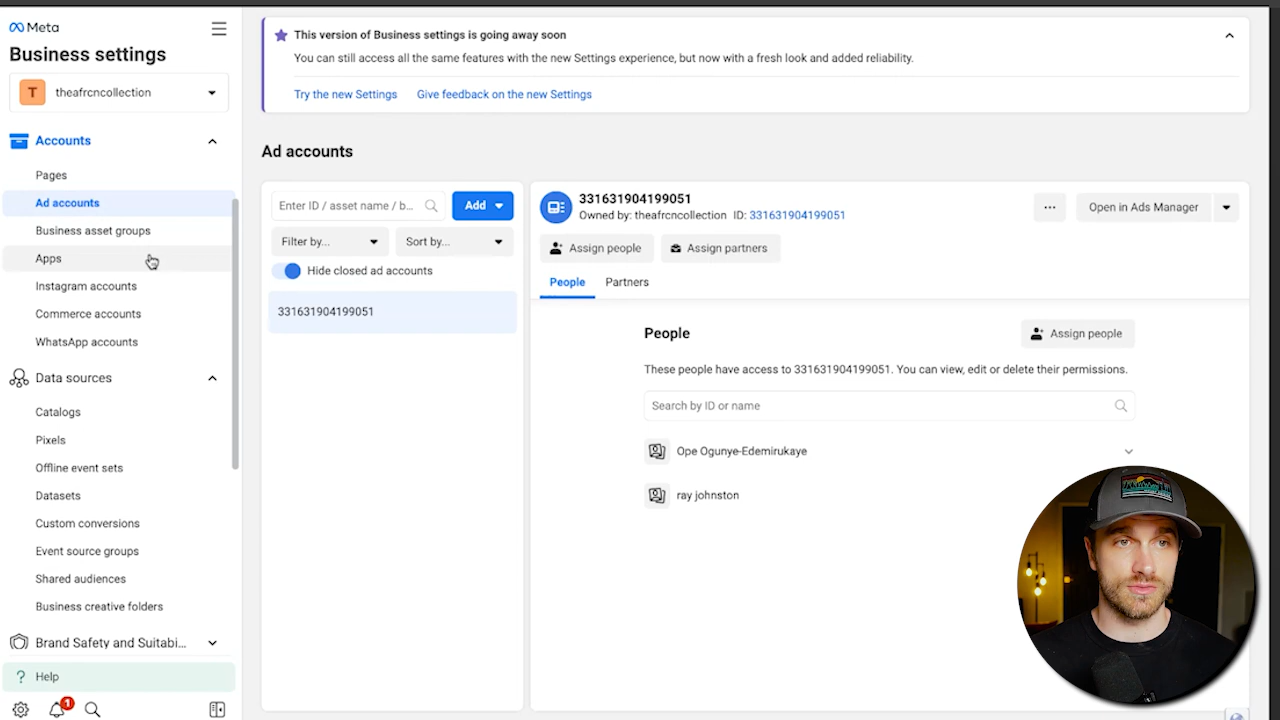 Meta
Business settings
T theafrcncollection
Accounts
Pages
Ad accounts
Business asset groups
Apps
Instagram accounts
Commerce accounts
WhatsApp accounts
Data sources
Catalogs
Pixels
Offline event sets
Datasets
Custom conversions
Event source groups
Shared audiences
Business creative folders
Brand Safety and Suitabi...
? Help
1
This version of Business settings is going away soon
You can still access all the same features with the new Settings experience, but now with a fresh look and added reliability.
Try the new Settings Give feedback on the new Settings
Ad accounts
Enter ID / asset name / b... Add
Filter by... Sort by...
Hide closed ad accounts
331631904199051
331631904199051
Owned by: theafrcncollection ID: 331631904199051
... Open in Ads Manager
Assign people Assign partners
People Partners
People Assign people
These people have access to 331631904199051. You can view, edit or delete their permissions.
Search by ID or name
Ope Ogunye-Edemirukaye
ray johnston